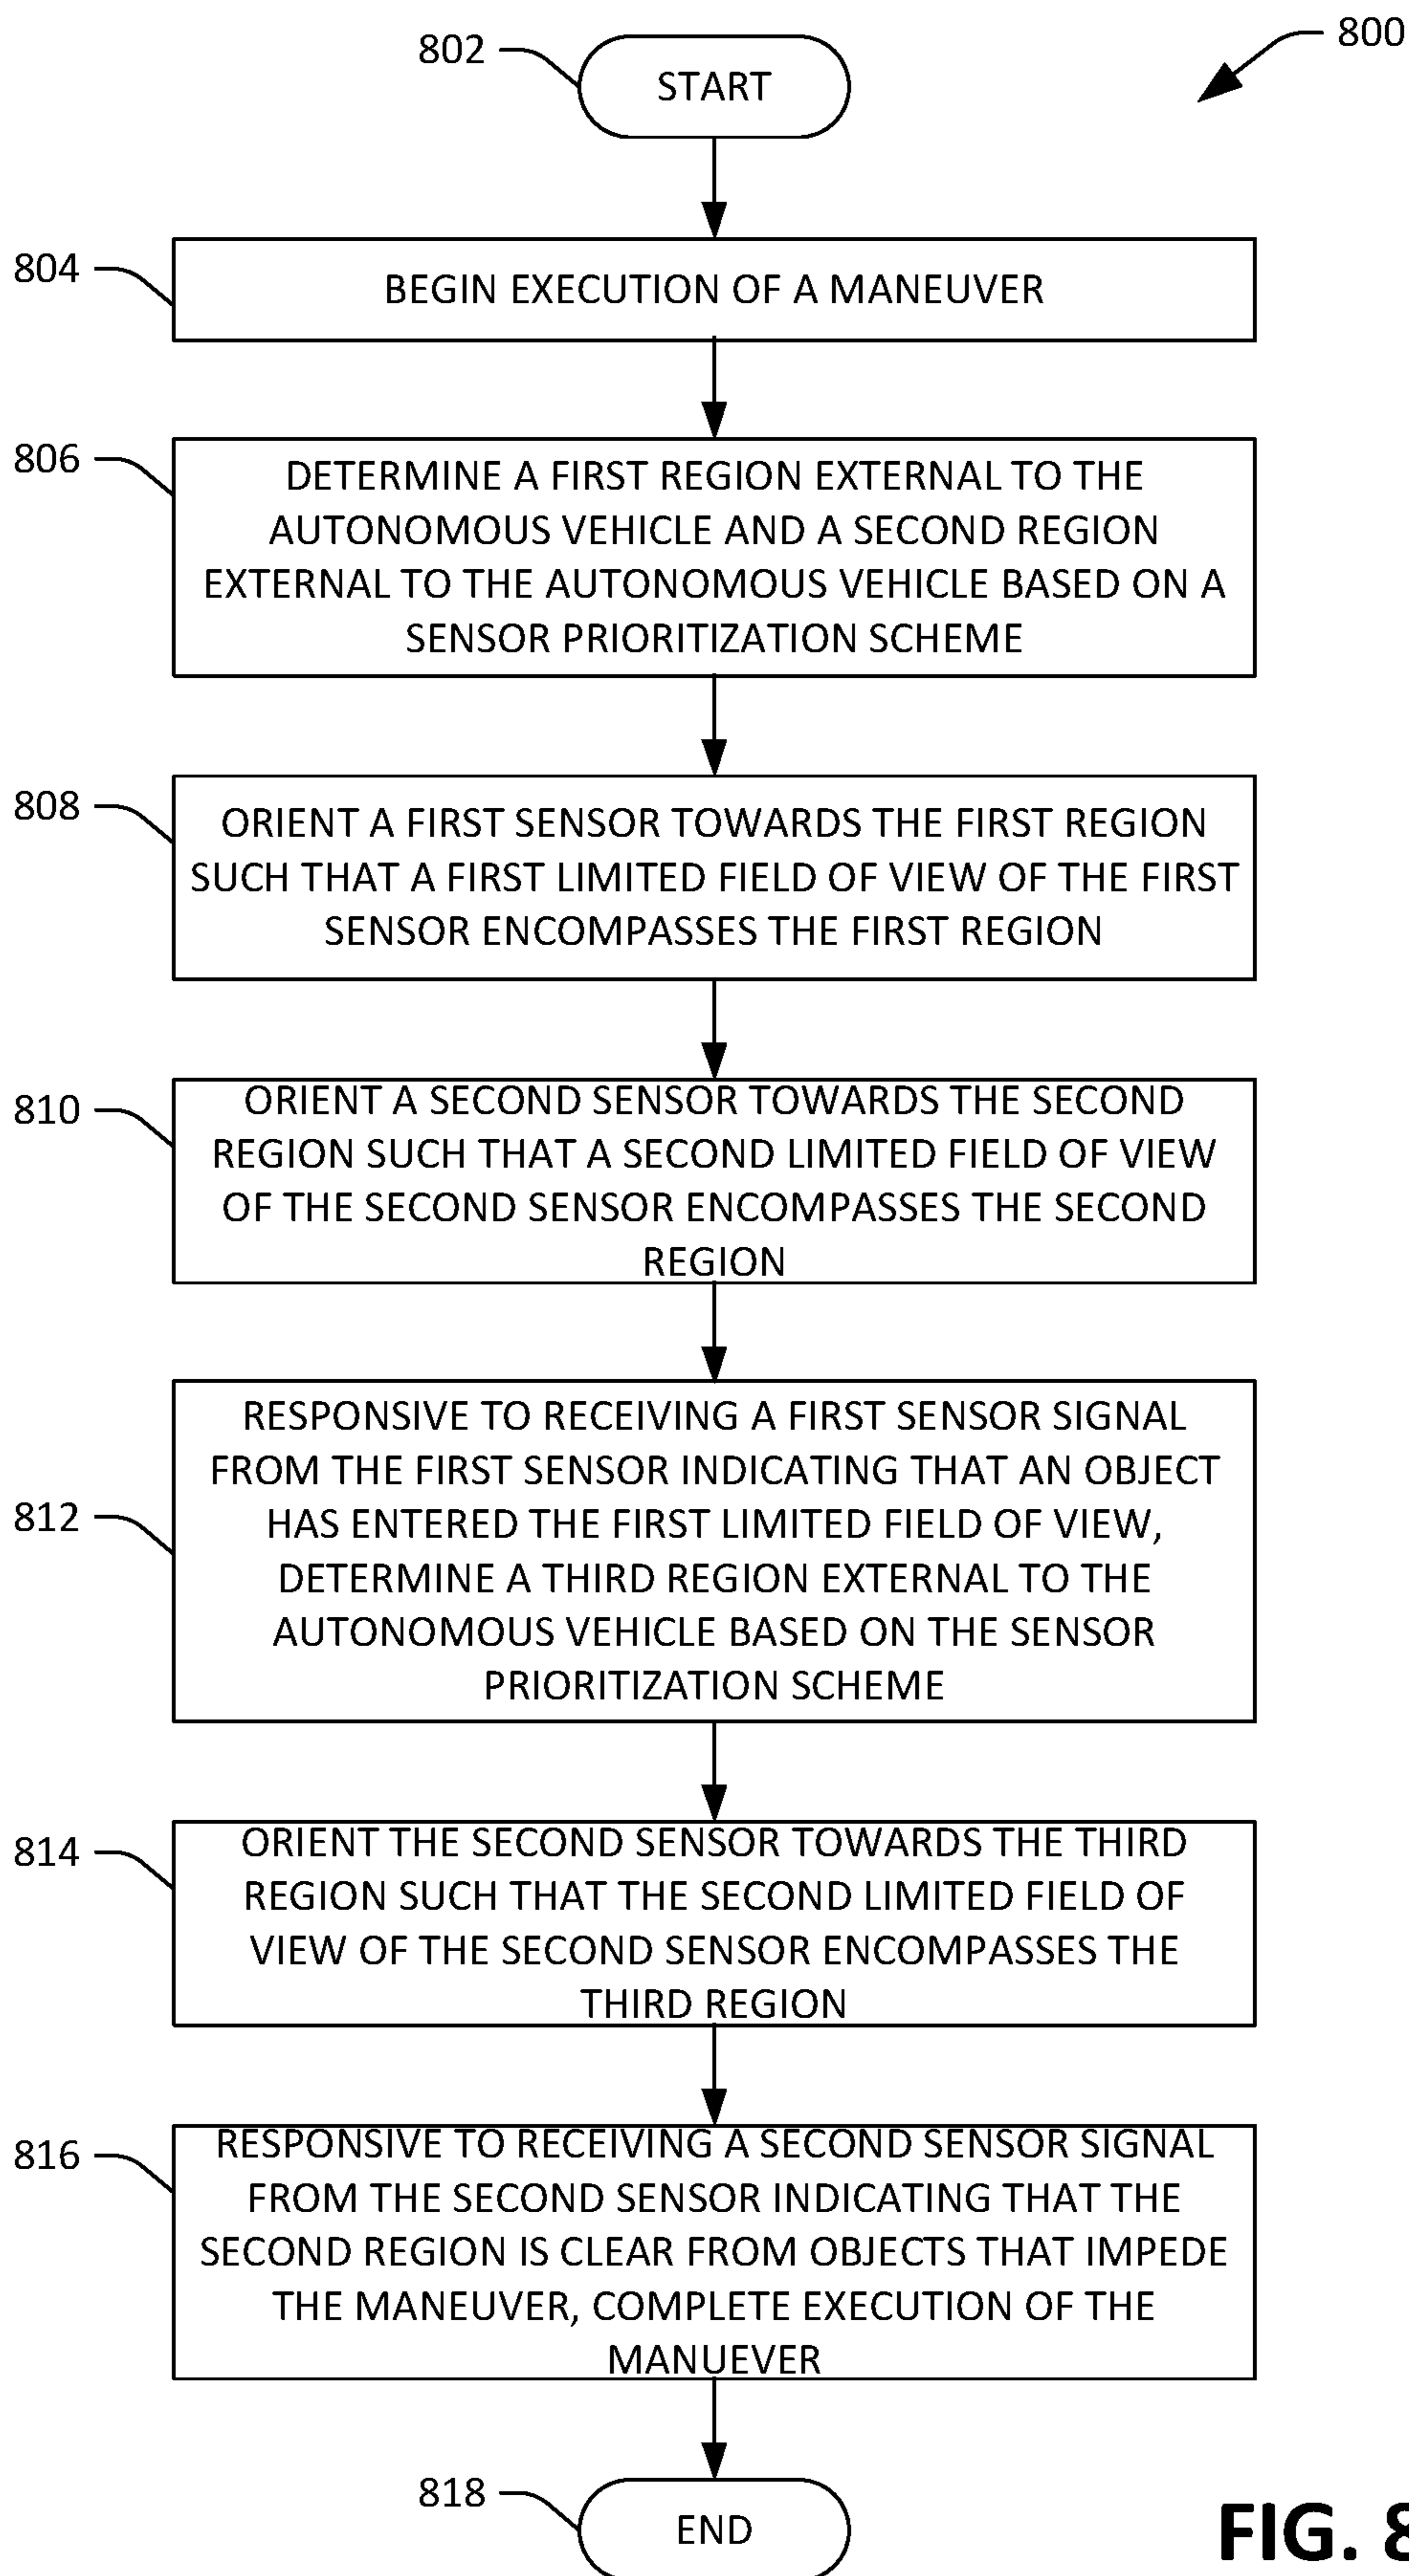 800
802
START
804
BEGIN EXECUTION OF A MANEUVER
806
DETERMINE A FIRST REGION EXTERNAL TO THE
AUTONOMOUS VEHICLE AND A SECOND REGION
EXTERNAL TO THE AUTONOMOUS VEHICLE BASED ON A
SENSOR PRIORITIZATION SCHEME
808
ORIENT A FIRST SENSOR TOWARDS THE FIRST REGION
SUCH THAT A FIRST LIMITED FIELD OF VIEW OF THE FIRST
SENSOR ENCOMPASSES THE FIRST REGION
810
ORIENT A SECOND SENSOR TOWARDS THE SECOND
REGION SUCH THAT A SECOND LIMITED FIELD OF VIEW
OF THE SECOND SENSOR ENCOMPASSES THE SECOND
REGION
812
RESPONSIVE TO RECEIVING A FIRST SENSOR SIGNAL
FROM THE FIRST SENSOR INDICATING THAT AN OBJECT
HAS ENTERED THE FIRST LIMITED FIELD OF VIEW,
DETERMINE A THIRD REGION EXTERNAL TO THE
AUTONOMOUS VEHICLE BASED ON THE SENSOR
PRIORITIZATION SCHEME
814
ORIENT THE SECOND SENSOR TOWARDS THE THIRD
REGION SUCH THAT THE SECOND LIMITED FIELD OF
VIEW OF THE SECOND SENSOR ENCOMPASSES THE
THIRD REGION
816
RESPONSIVE TO RECEIVING A SECOND SENSOR SIGNAL
FROM THE SECOND SENSOR INDICATING THAT THE
SECOND REGION IS CLEAR FROM OBJECTS THAT IMPEDE
THE MANEUVER, COMPLETE EXECUTION OF THE
MANUEVER
818
END
FIG. 8